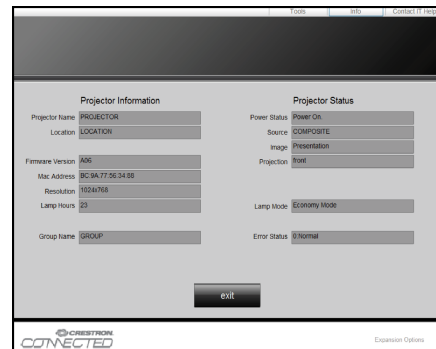 Tools Info Contact IT Help
Projector Information
Projector Name PROJECTOR
Location LOCATION
Firmware Version A06
Mac Address BC.9A.77.56.34.8B
Resolution 1024x768
Lamp Hours 23
Group Name GROUP
Projector Status
Power Status Power On
Source COMPOSITE
Image Presentation
Projection front
Lamp Mode Economy Mode
Error Status 0:Normal
exit
CRESTRON
CONNECTED
Expansion Options